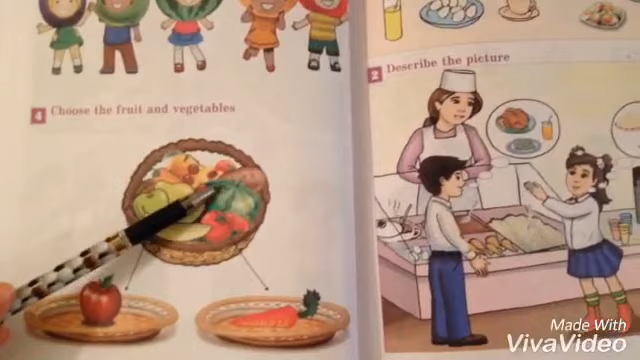 4 Choose the fruit and vegetables
2 Describe the picture
Made With
VivaVideo